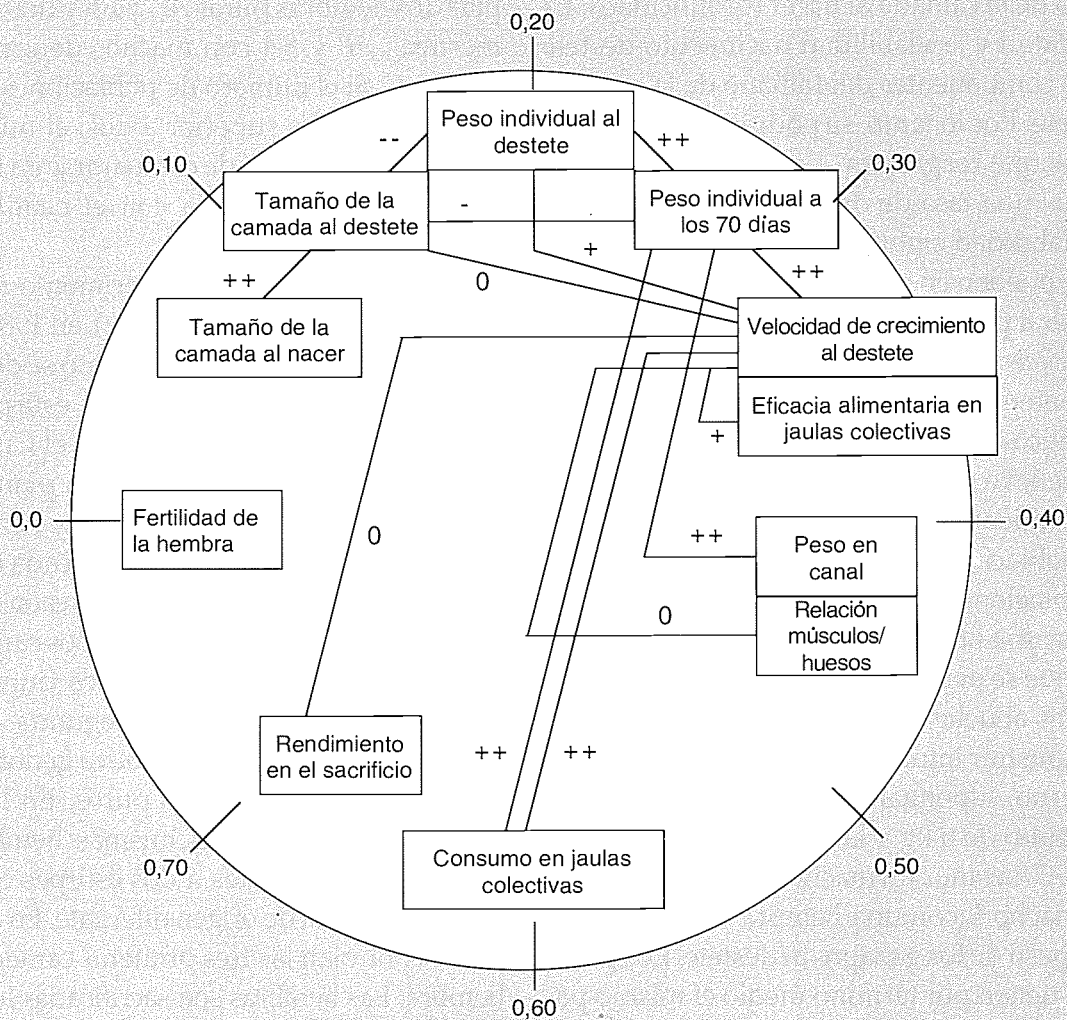 0,20
Peso individual al
destete
--
++
0,10
0,30
Tamaño de la
camada al destete
-
Peso individual a
los 70 días
+
++
0
++
Tamaño de la
camada al nacer
Velocidad de crecimiento
al destete
Eficacia alimentaria en
jaulas colectivas
+
0,0
Fertilidad de
la hembra
0
++
Peso en
canal
0,40
0
Relación
músculos/
huesos
Rendimiento
en el sacrificio
++
++
0,70
Consumo en jaulas
colectivas
0,50
0,60